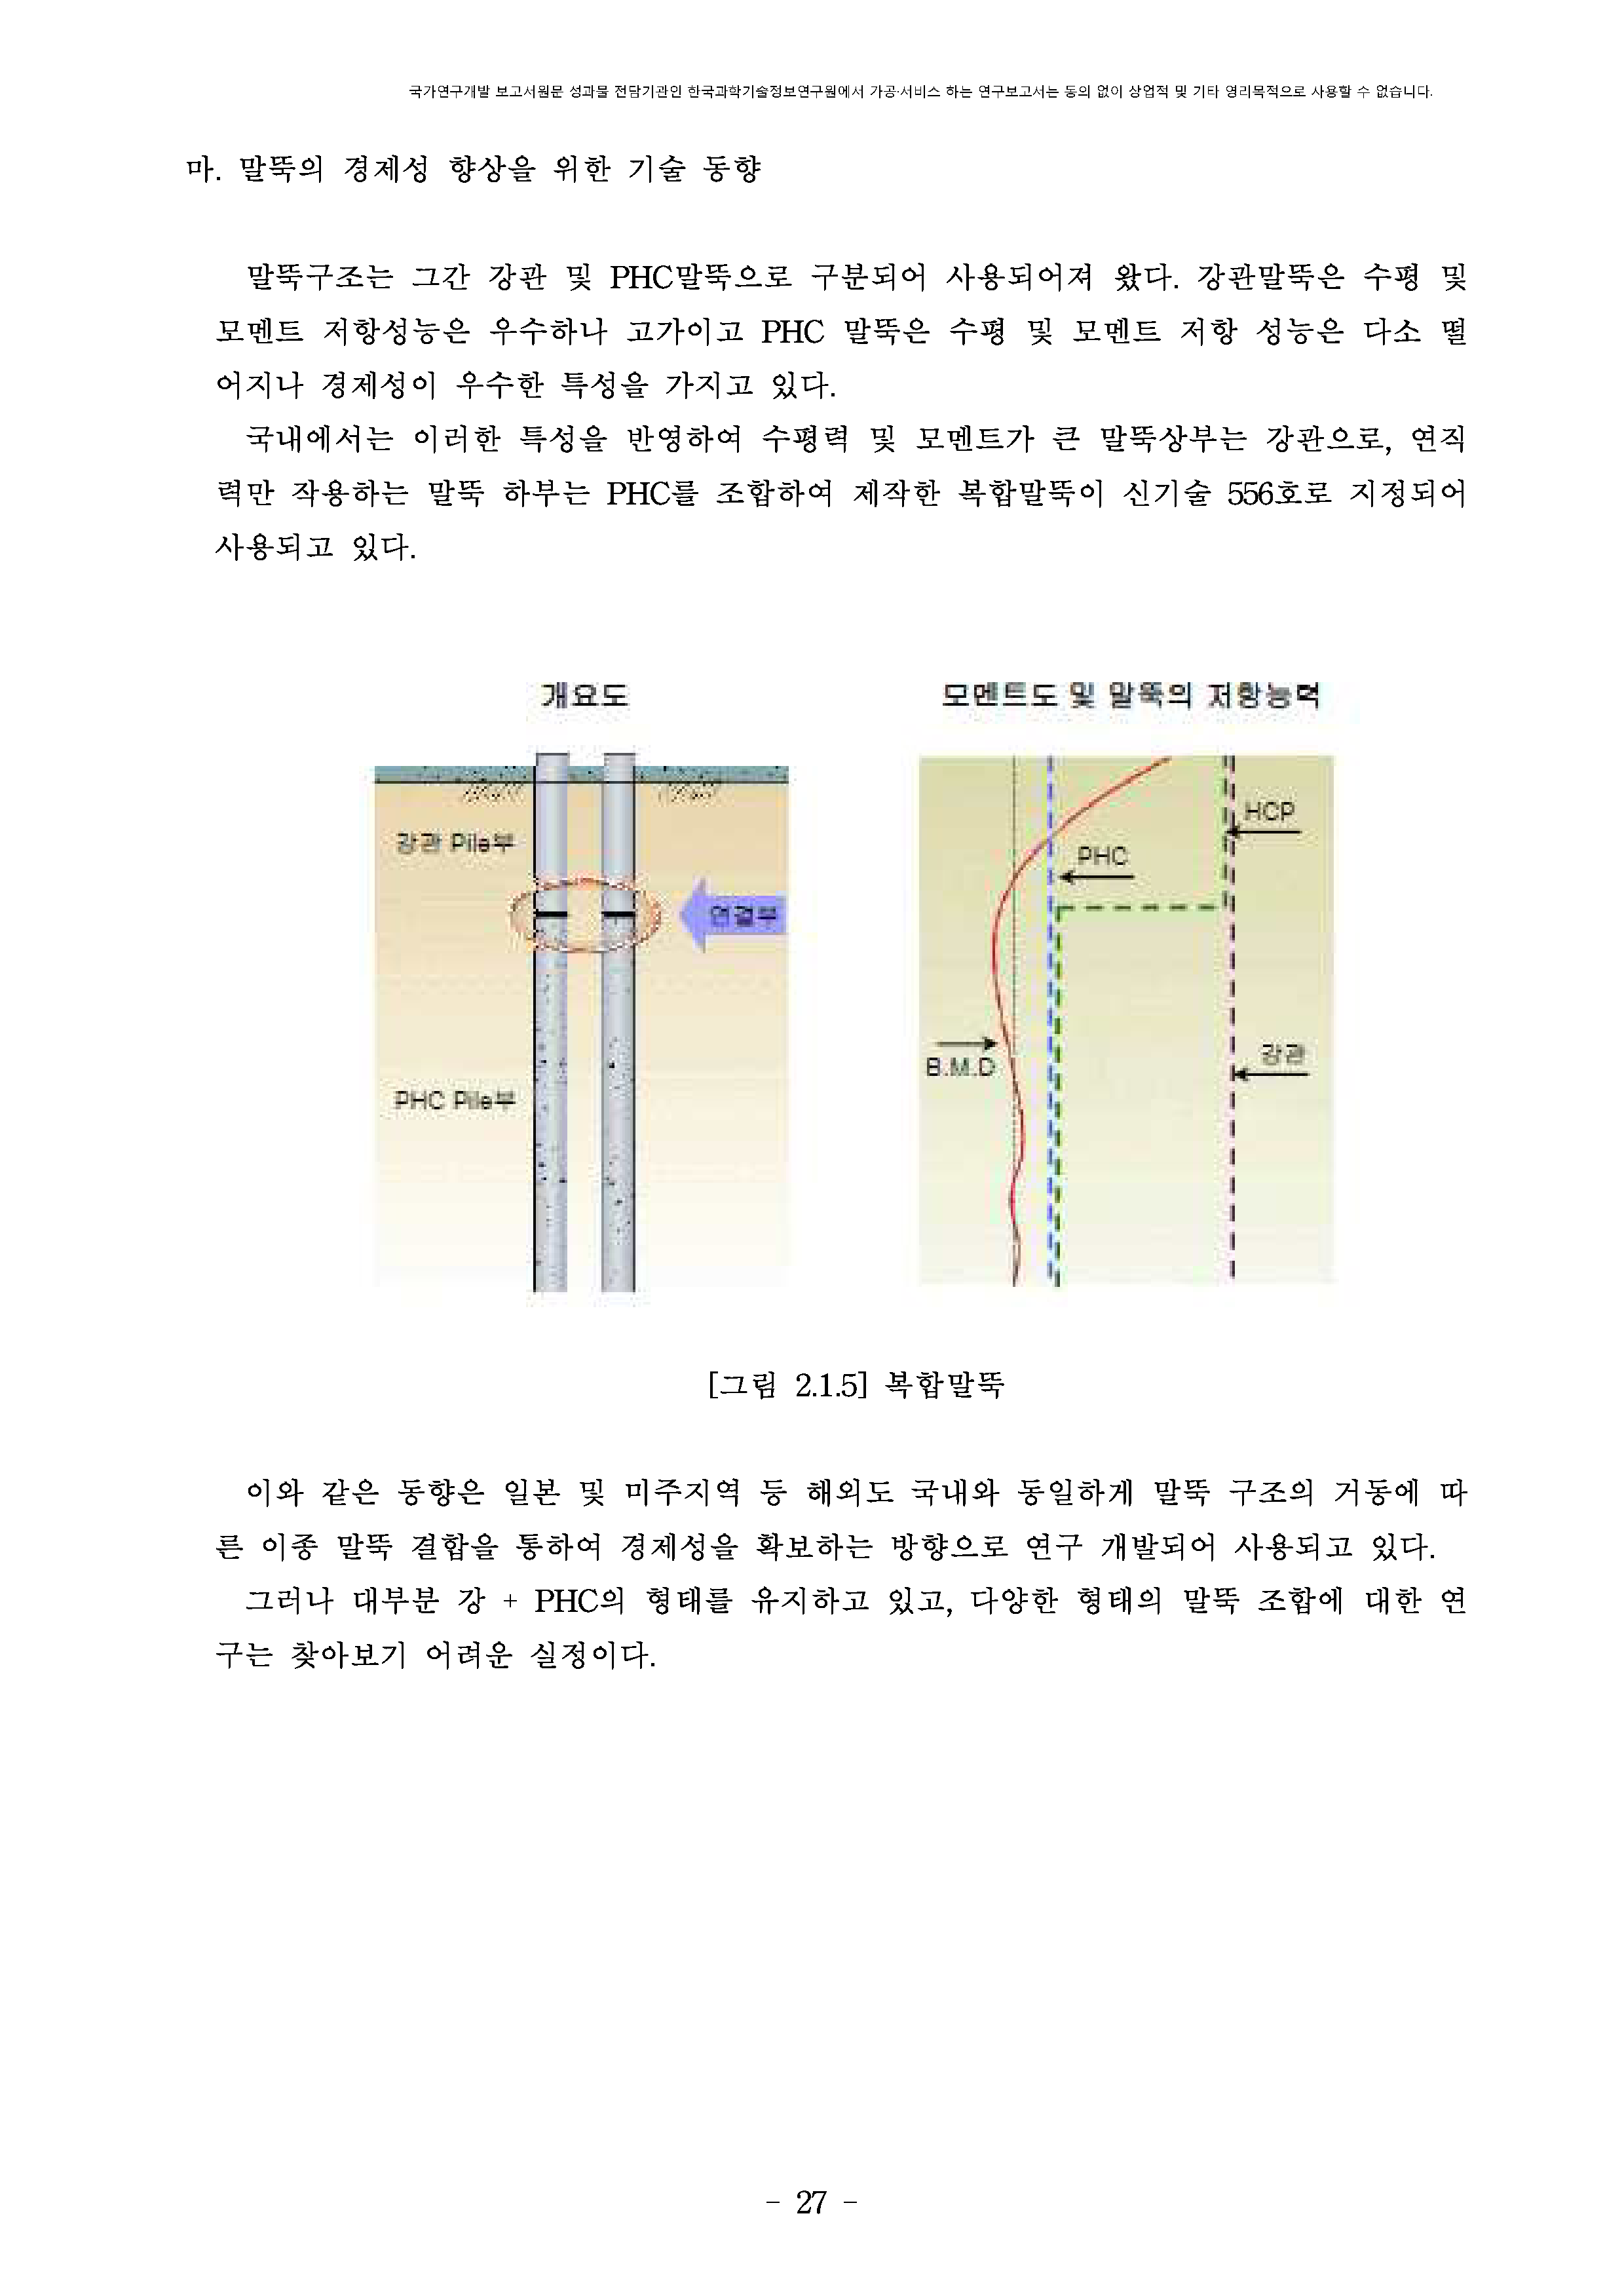 국가연구개발 보고서원문 성과물 전담기관인 한국과학기술정보연구원에서 가공·서비스 하는 연구보고서는 동의 없이 상업적 및 기타 영리목적으로 사용할 수 없습니다.
마. 말뚝의 경제성 향상을 위한 기술 동향
말뚝구조는 그간 강관 및 PHC말뚝으로 구분되어 사용되어져 왔다. 강관말뚝은 수평 및
모멘트 저항성능은 우수하나 고가이고 PHC 말뚝은 수평 및 모멘트 저항 성능은 다소 떨
어지나 경제성이 우수한 특성을 가지고 있다.
국내에서는 이러한 특성을 반영하여 수평력 및 모멘트가 큰 말뚝상부는 강관으로, 연직
력만 작용하는 말뚝 하부는 PHC를 조합하여 제작한 복합말뚝이 신기술 556호로 지정되어
사용되고 있다.
개요도
강관 Pile부
연결부
PHC Pile부
모멘트도 및 말뚝의 저항능력
HCP
PHC
B.M.D
강관
[그림 2.1.5] 복합말뚝
이와 같은 동향은 일본 및 미주지역 등 해외도 국내와 동일하게 말뚝 구조의 거동에 따
른 이종 말뚝 결합을 통하여 경제성을 확보하는 방향으로 연구 개발되어 사용되고 있다.
그러나 대부분 강 + PHC의 형태를 유지하고 있고, 다양한 형태의 말뚝 조합에 대한 연
구는 찾아보기 어려운 실정이다.
- 27 -